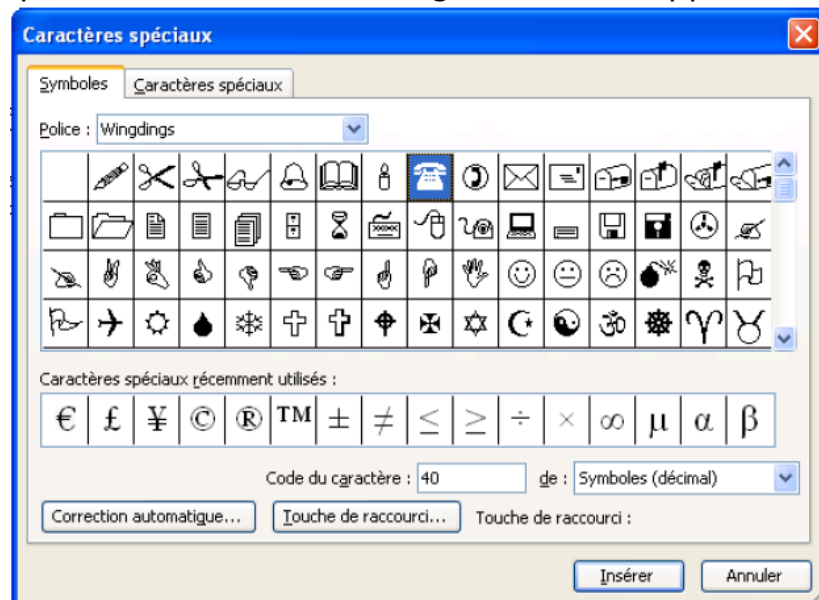 Caractères spéciaux
Symboles Caractères spéciaux
Police : Wingdings
Caractères spéciaux récemment utilisés :
€ £ ¥ © ® ™ ± ≠ ≤ ≥ ÷ × ∞ µ α β
Code du caractère : 40 de : Symboles (décimal)
Correction automatique... Touche de raccourci... Touche de raccourci :
Insérer Annuler